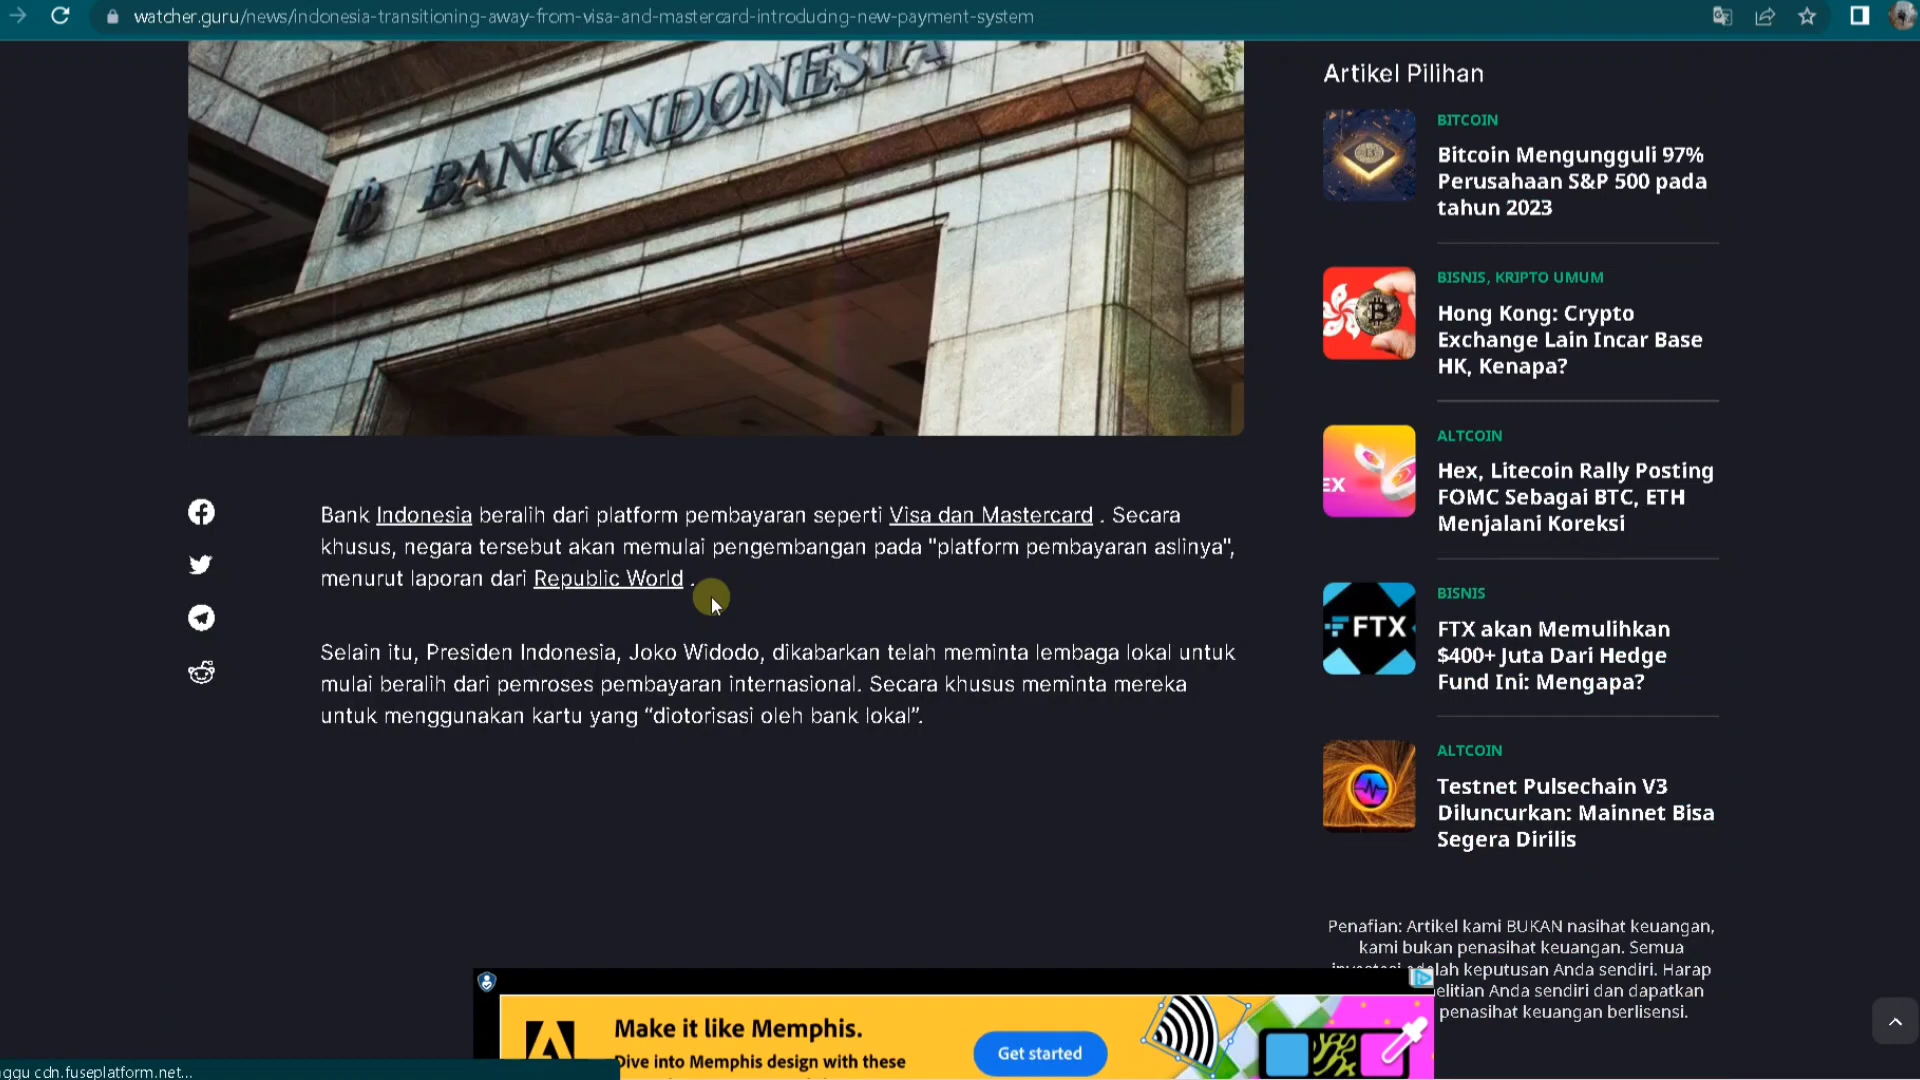 watcher.guru/news/indonesia-transitioning-away-from-visa-and-mastercard-introducing-new-payment-system
BANK INDONESIA
Bank Indonesia beralih dari platform pembayaran seperti Visa dan Mastercard . Secara
khusus, negara tersebut akan memulai pengembangan pada "platform pembayaran aslinya",
menurut laporan dari Republic World .
Selain itu, Presiden Indonesia, Joko Widodo, dikabarkan telah meminta lembaga lokal untuk
mulai beralih dari pemroses pembayaran internasional. Secara khusus meminta mereka
untuk menggunakan kartu yang “diotorisasi oleh bank lokal”.
Artikel Pilihan
BITCOIN
Bitcoin Mengungguli 97%
Perusahaan S&P 500 pada
tahun 2023
BISNIS, KRIPTO UMUM
Hong Kong: Crypto
Exchange Lain Incar Base
HK, Kenapa?
EX
ALTCOIN
Hex, Litecoin Rally Posting
FOMC Sebagai BTC, ETH
Menjalani Koreksi
FTX
BISNIS
FTX akan Memulihkan
$400+ Juta Dari Hedge
Fund Ini: Mengapa?
ALTCOIN
Testnet Pulsechain V3
Diluncurkan: Mainnet Bisa
Segera Dirilis
Penafian: Artikel kami BUKAN nasihat keuangan,
kami bukan penasihat keuangan. Semua
keputusan Anda sendiri. Harap
Anda sendiri dan dapatkan
penasihat keuangan berlisensi.
Make it like Memphis.
Dive into Memphis design with these
Get started
cdn.fuseplatform.net...